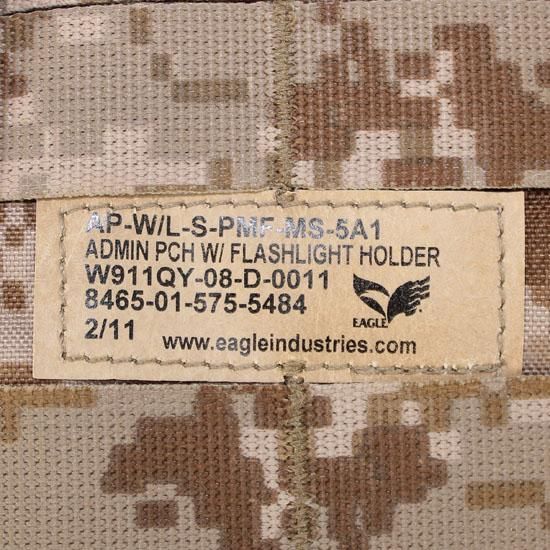 AP-W/L-S-PMF-MS-5A1
ADMIN PCH W/ FLASHLIGHT HOLDER
W911QY-08-D-0011
8465-01-575-5484
EAGLE
2/11
www.eagleindustries.com